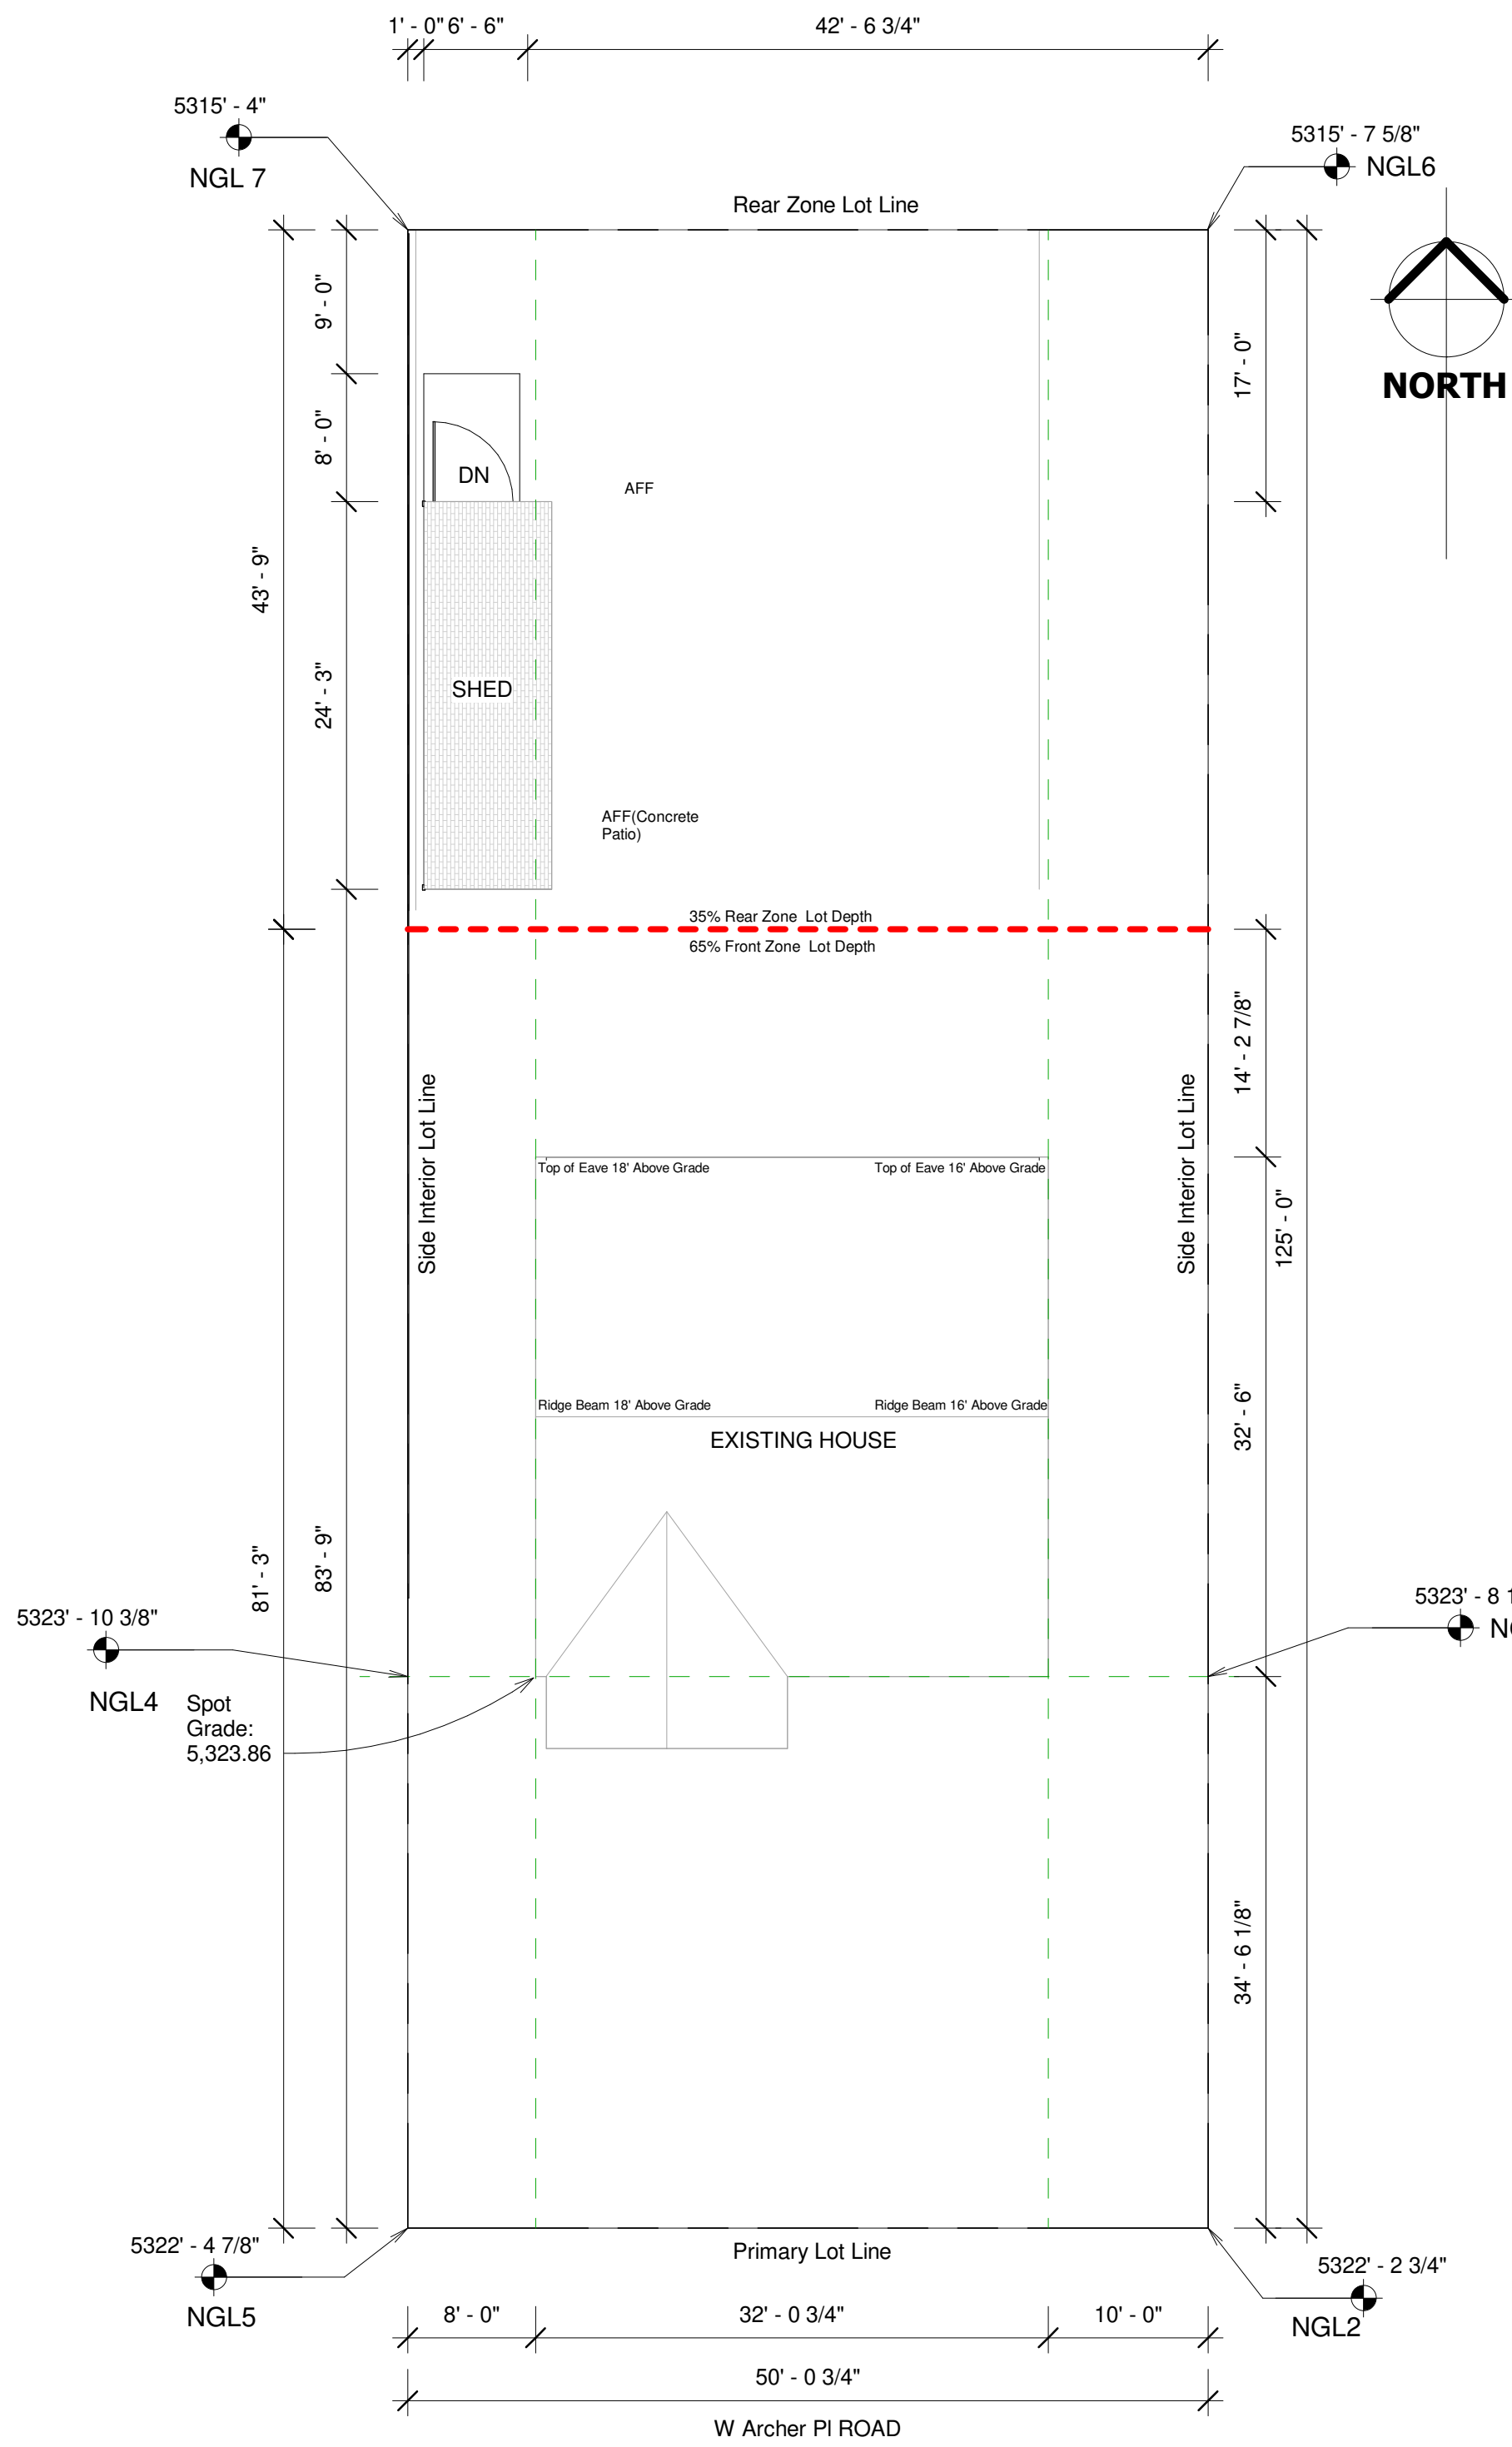 1' - 0" 6' - 6" 42' - 6 3/4"
5315' - 4"
NGL 7
5315' - 7 5/8"
NGL6
Rear Zone Lot Line
NORTH
9' - 0"
17' - 0"
8' - 0"
DN
AFF
43' - 9"
24' - 3"
SHED
AFF(Concrete
Patio)
35% Rear Zone Lot Depth
65% Front Zone Lot Depth
14' - 2 7/8"
Side Interior Lot Line
Side Interior Lot Line
125' - 0"
Top of Eave 18' Above Grade
Top of Eave 16' Above Grade
Ridge Beam 18' Above Grade
Ridge Beam 16' Above Grade
EXISTING HOUSE
32' - 6"
81' - 3"
83' - 9"
5323' - 10 3/8"
NGL4
5323' - 8
Spot
Grade:
5,323.86
34' - 6 1/8"
5322' - 4 7/8"
NGL5
Primary Lot Line
5322' - 2 3/4"
NGL2
8' - 0" 32' - 0 3/4" 10' - 0"
50' - 0 3/4"
W Archer Pl ROAD